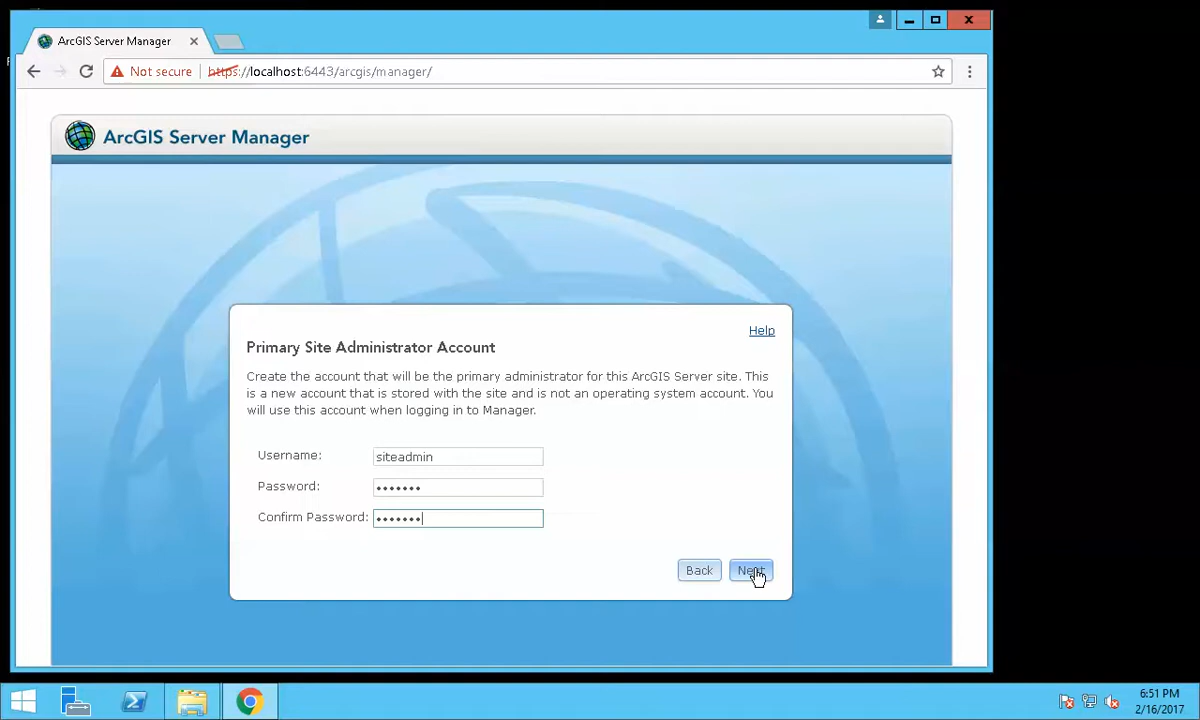 ArcGIS Server Manager
Not secure https://localhost:6443/arcgis/manager/
ArcGIS Server Manager
Help
Primary Site Administrator Account
Create the account that will be the primary administrator for this ArcGIS Server site. This
is a new account that is stored with the site and is not an operating system account. You
will use this account when logging in to Manager.
Username: siteadmin
Password: •••••••
Confirm Password: •••••••
Back Next
6:51 PM
2/16/2017